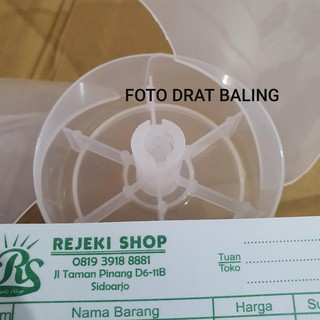 FOTO DRAT BALING
REJEKI SHOP
0819 3918 8881
Jl Taman Pinang D6-11B
Sidoarjo
RS
Tuan
Toko
Nama Barang
Harga